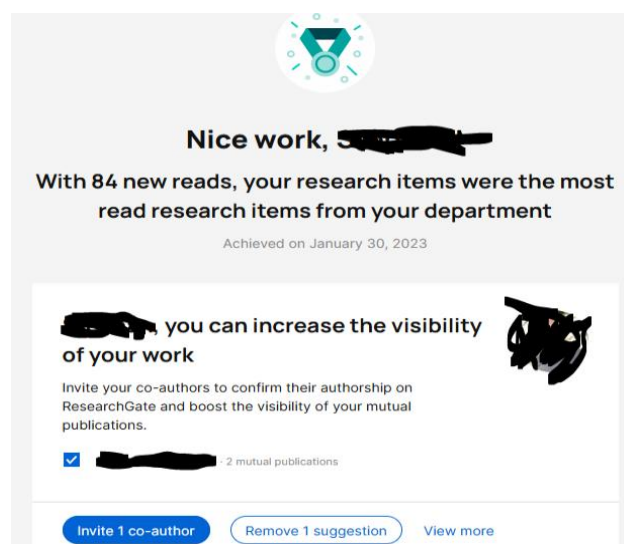 Nice work,
With 84 new reads, your research items were the most
read research items from your department
Achieved on January 30, 2023
, you can increase the visibility
of your work
Invite your co-authors to confirm their authorship on
ResearchGate and boost the visibility of your mutual
publications.
· 2 mutual publications
Invite 1 co-author
Remove 1 suggestion
View more